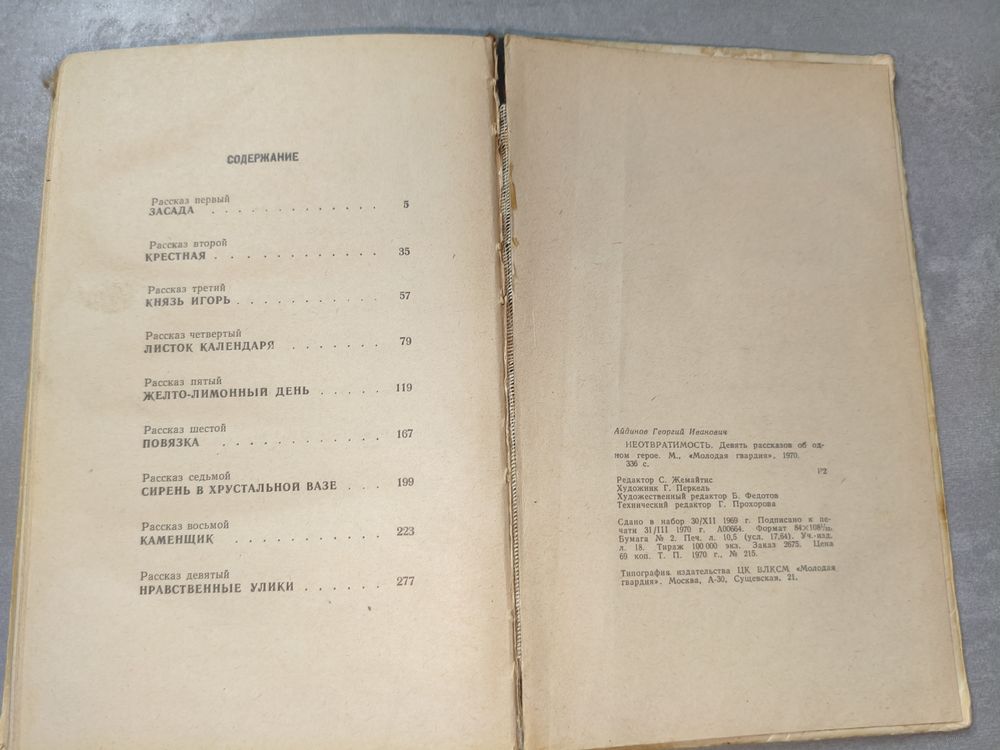 СОДЕРЖАНИЕ
Рассказ первый
ЗАСАДА . . . . . . . . . . . . . 5
Рассказ второй
КРЕСТНАЯ . . . . . . . . . . . . . 35
Рассказ третий
КНЯЗЬ ИГОРЬ . . . . . . . . . . . 57
Рассказ четвертый
ЛИСТОК КАЛЕНДАРЯ . . . . . . . 79
Рассказ пятый
ЖЕЛТО-ЛИМОННЫЙ ДЕНЬ . . . . . 119
Рассказ шестой
ПОВЯЗКА . . . . . . . . . . . . 167
Рассказ седьмой
СИРЕНЬ В ХРУСТАЛЬНОЙ ВАЗЕ . . . 199
Рассказ восьмой
КАМЕНЩИК . . . . . . . . . . . 223
Рассказ девятый
НРАВСТВЕННЫЕ УЛИКИ . . . . . . 277
Айдинов Георгий Иванович
НЕОТВРАТИМОСТЬ. Девять рассказов об од-
ном герое. М., «Молодая гвардия», 1970.
336 с.
Р2
Редактор С. Жемайтис
Художник Г. Перкель
Художественный редактор Б. Федотов
Технический редактор Г. Прохорова
Сдано в набор 30/XII 1969 г. Подписано к пе-
чати 31/III 1970 г. А00664. Формат 84×108¹/₃₂.
Бумага № 2. Печ. л. 10,5 (усл. 17,64). Уч.-изд.
л. 18. Тираж 100 000 экз. Заказ 2675. Цена
69 коп. Т. П. 1970 г., № 215.
Типография издательства ЦК ВЛКСМ «Молодая
гвардия». Москва, А-30, Сущевская, 21.